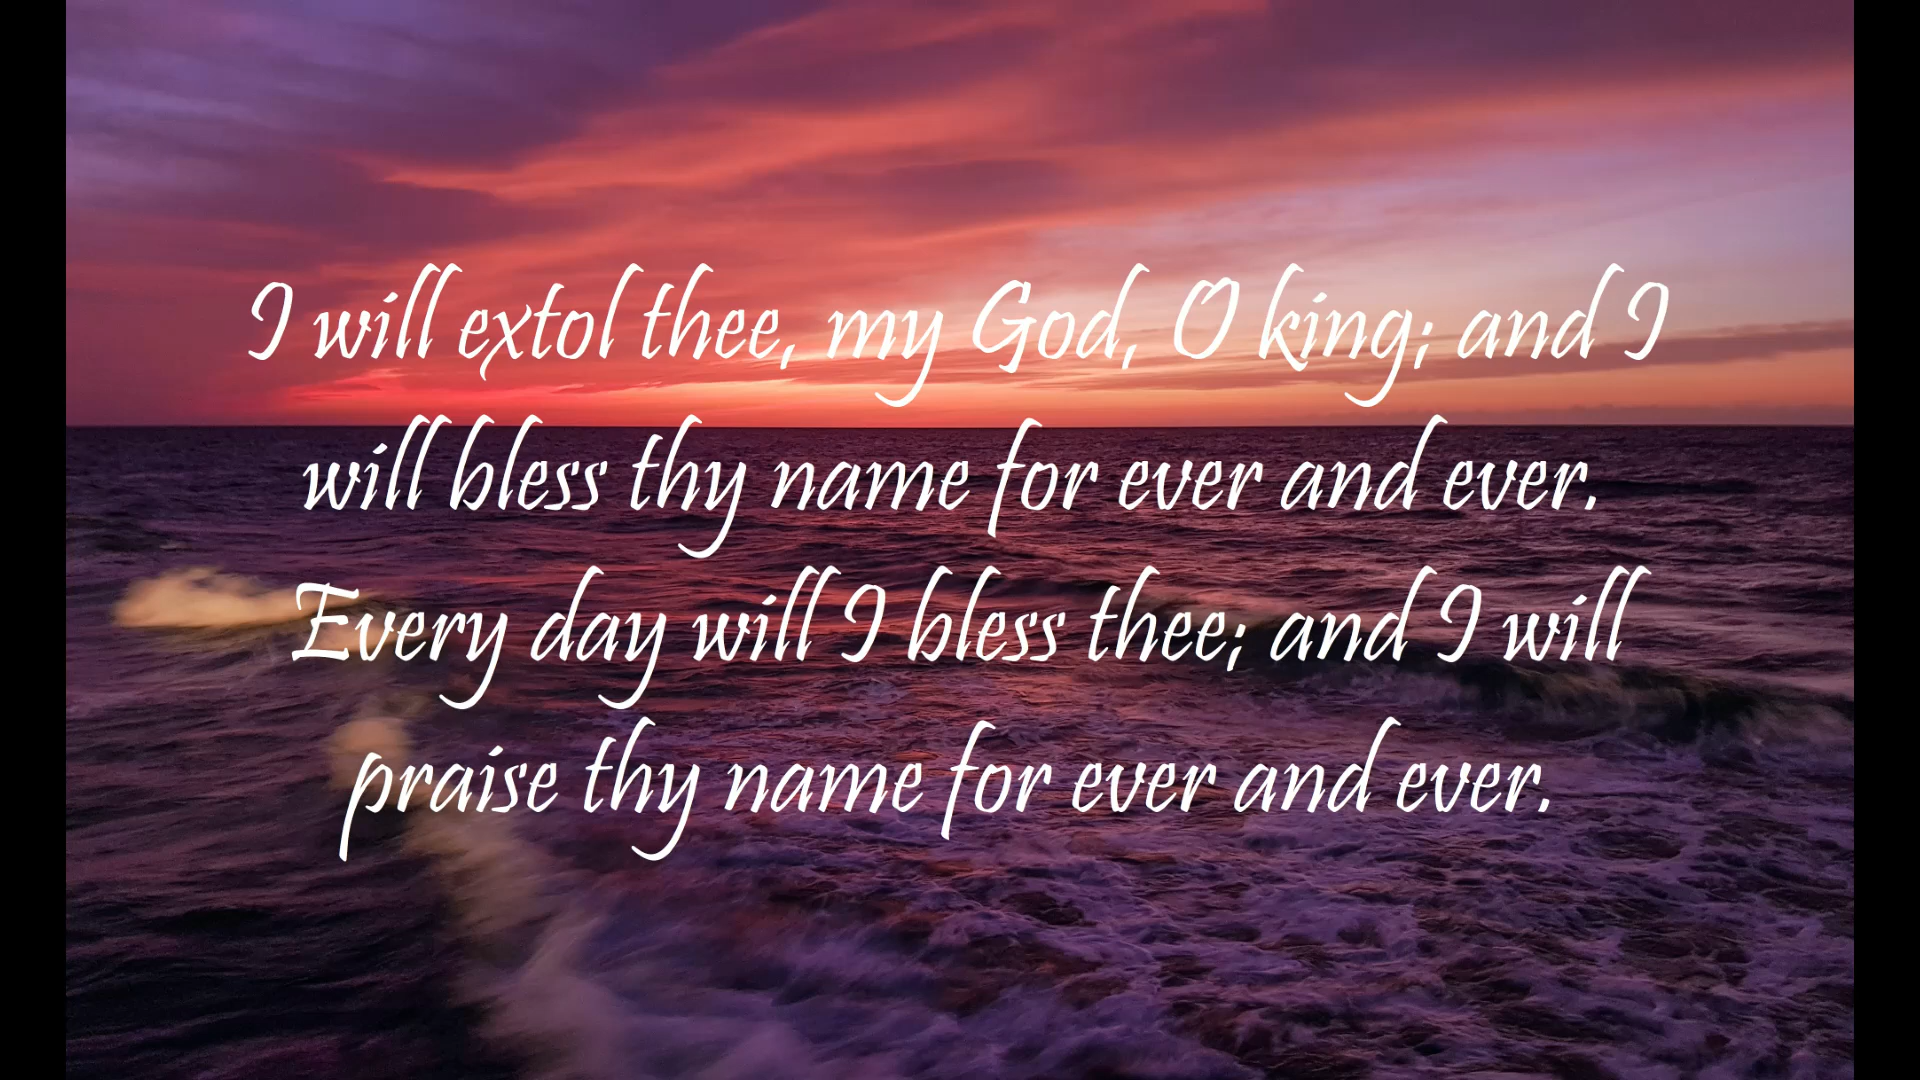 I will extol thee, my God, O king; and I
will bless thy name for ever and ever.
Every day will I bless thee; and I will
praise thy name for ever and ever.